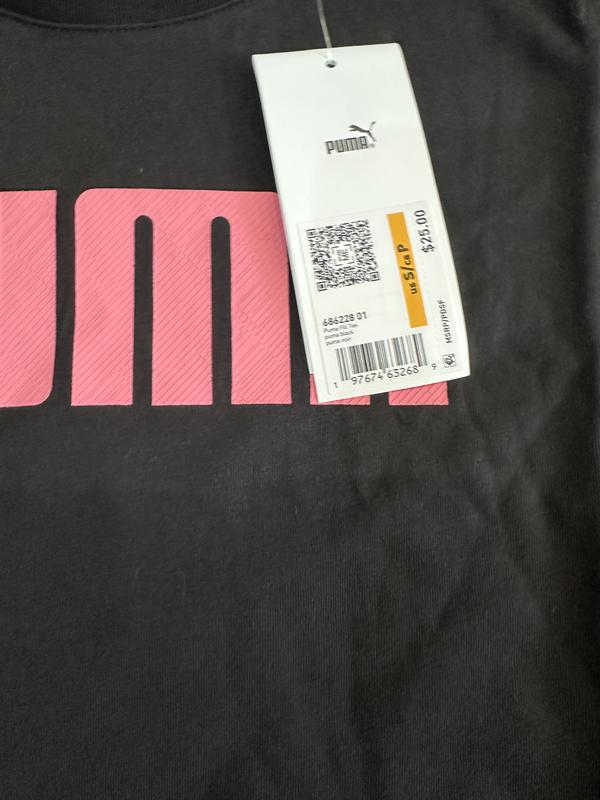 PUMA
UMA
686228 01
Puma Fill Tee
puma black
puma noir
US S/CA P
$25.00
MSRP/PDSF
1 97674 63268 9